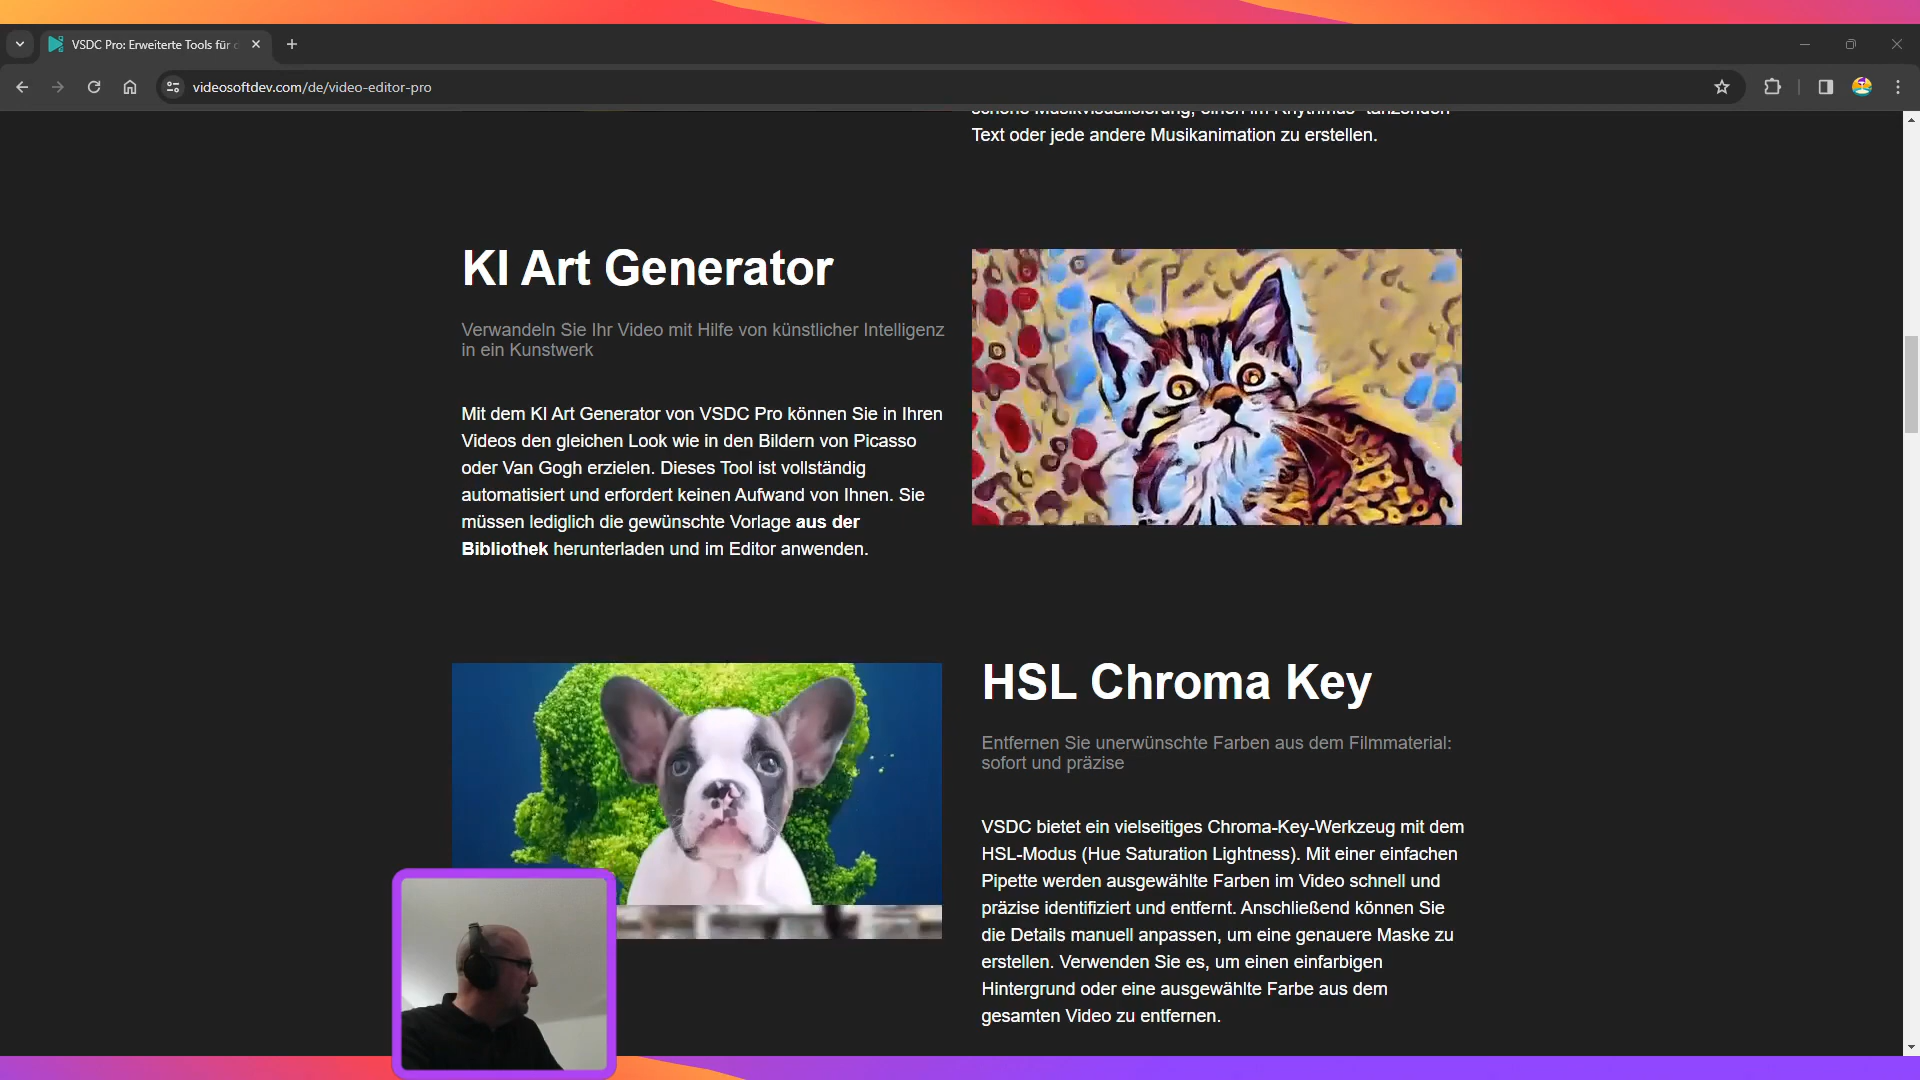 VSDC Pro: Erweiterte Tools für
videosoftdev.com/de/video-editor-pro
schöne Musikvisualisierung, einen im Rhythmus "tanzenden"
Text oder jede andere Musikanimation zu erstellen.
KI Art Generator
Verwandeln Sie Ihr Video mit Hilfe von künstlicher Intelligenz
in ein Kunstwerk
Mit dem KI Art Generator von VSDC Pro können Sie in Ihren
Videos den gleichen Look wie in den Bildern von Picasso
oder Van Gogh erzielen. Dieses Tool ist vollständig
automatisiert und erfordert keinen Aufwand von Ihnen. Sie
müssen lediglich die gewünschte Vorlage aus der
Bibliothek herunterladen und im Editor anwenden.
HSL Chroma Key
Entfernen Sie unerwünschte Farben aus dem Filmmaterial:
sofort und präzise
VSDC bietet ein vielseitiges Chroma-Key-Werkzeug mit dem
HSL-Modus (Hue Saturation Lightness). Mit einer einfachen
Pipette werden ausgewählte Farben im Video schnell und
präzise identifiziert und entfernt. Anschließend können Sie
die Details manuell anpassen, um eine genauere Maske zu
erstellen. Verwenden Sie es, um einen einfarbigen
Hintergrund oder eine ausgewählte Farbe aus dem
gesamten Video zu entfernen.